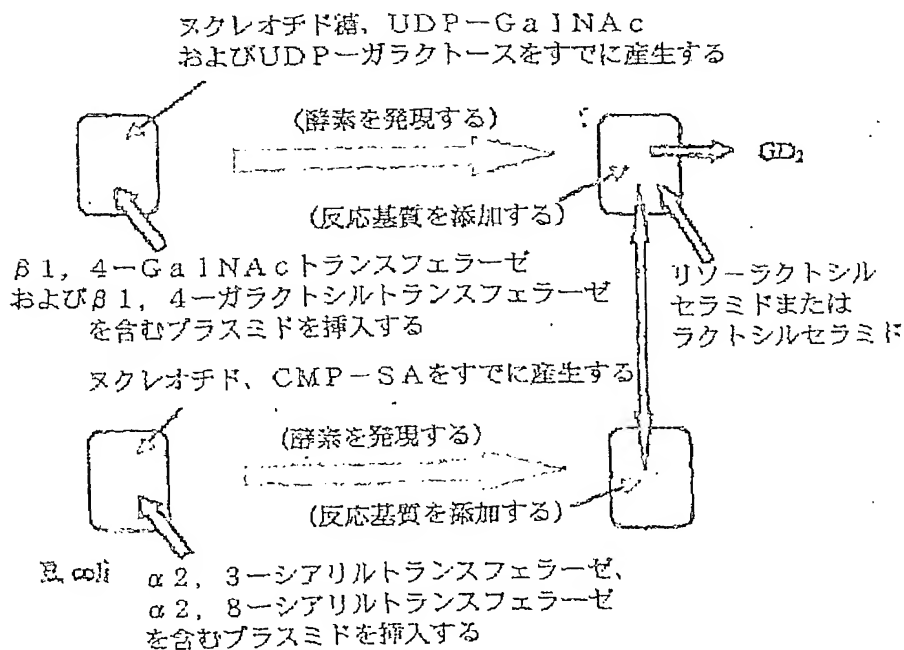 ヌクレオチド糖、UDP－GalNAc
およびUDP－ガラクトースをすでに産生する
(酵素を発現する)
GD₂
(反応基質を添加する)
β1，4－GalNAcトランスフェラーゼ
およびβ1，4－ガラクトシルトランスフェラーゼ
を含むプラスミドを挿入する
リソーラクトシル
セラミドまたは
ラクトシルセラミド
ヌクレオチド、CMP－SAをすでに産生する
(酵素を発現する)
(反応基質を添加する)
E. coli
α2，3－シアリルトランスフェラーゼ、
α2，8－シアリルトランスフェラーゼ
を含むプラスミドを挿入する